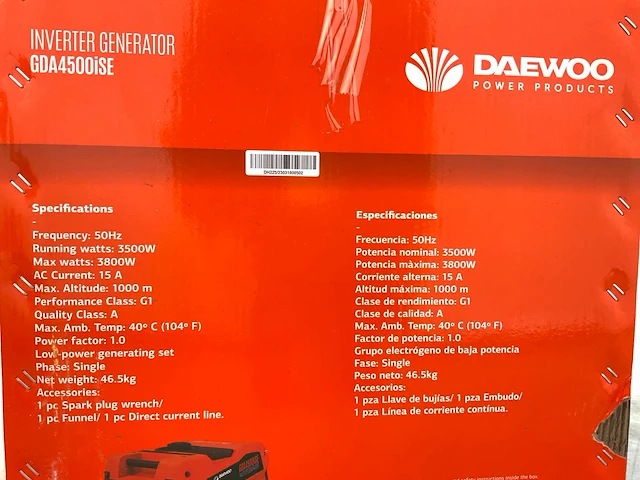 INVERTER GENERATOR
GDA4500iSE
DAEWOO
POWER PRODUCTS
Specifications
-
Frequency: 50Hz
Running watts: 3500W
Max watts: 3800W
AC Current: 15 A
Max. Altitude: 1000 m
Performance Class: G1
Quality Class: A
Max. Amb. Temp: 40º C (104º F)
Power factor: 1.0
Low-power generating set
Phase: Single
Net weight: 46.5kg
Accessories:
1 pc Spark plug wrench/
1 pc Funnel/ 1 pc Direct current line.
Especificaciones
-
Frecuencia: 50Hz
Potencia nominal: 3500W
Potencia máxima: 3800W
Corriente alterna: 15 A
Altitud máxima: 1000 m
Clase de rendimiento: G1
Clase de calidad: A
Max. Amb. Temp: 40º C (104º F)
Factor de potencia: 1.0
Grupo electrógeno de baja potencia
Fase: Single
Peso neto: 46.5kg
Accesorios:
1 pza Llave de bujías/ 1 pza Embudo/
1 pza Línea de corriente contínua.
DAEWOO
instructions inside the box.